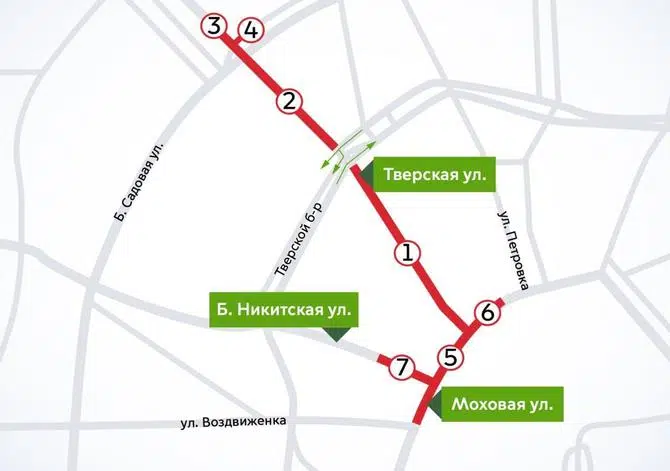 3
4
2
Б. Садовая ул.
Тверская ул.
Тверской б-р
ул. Петровка
1
Б. Никитская ул.
6
5
7
Моховая ул.
ул. Воздвиженка